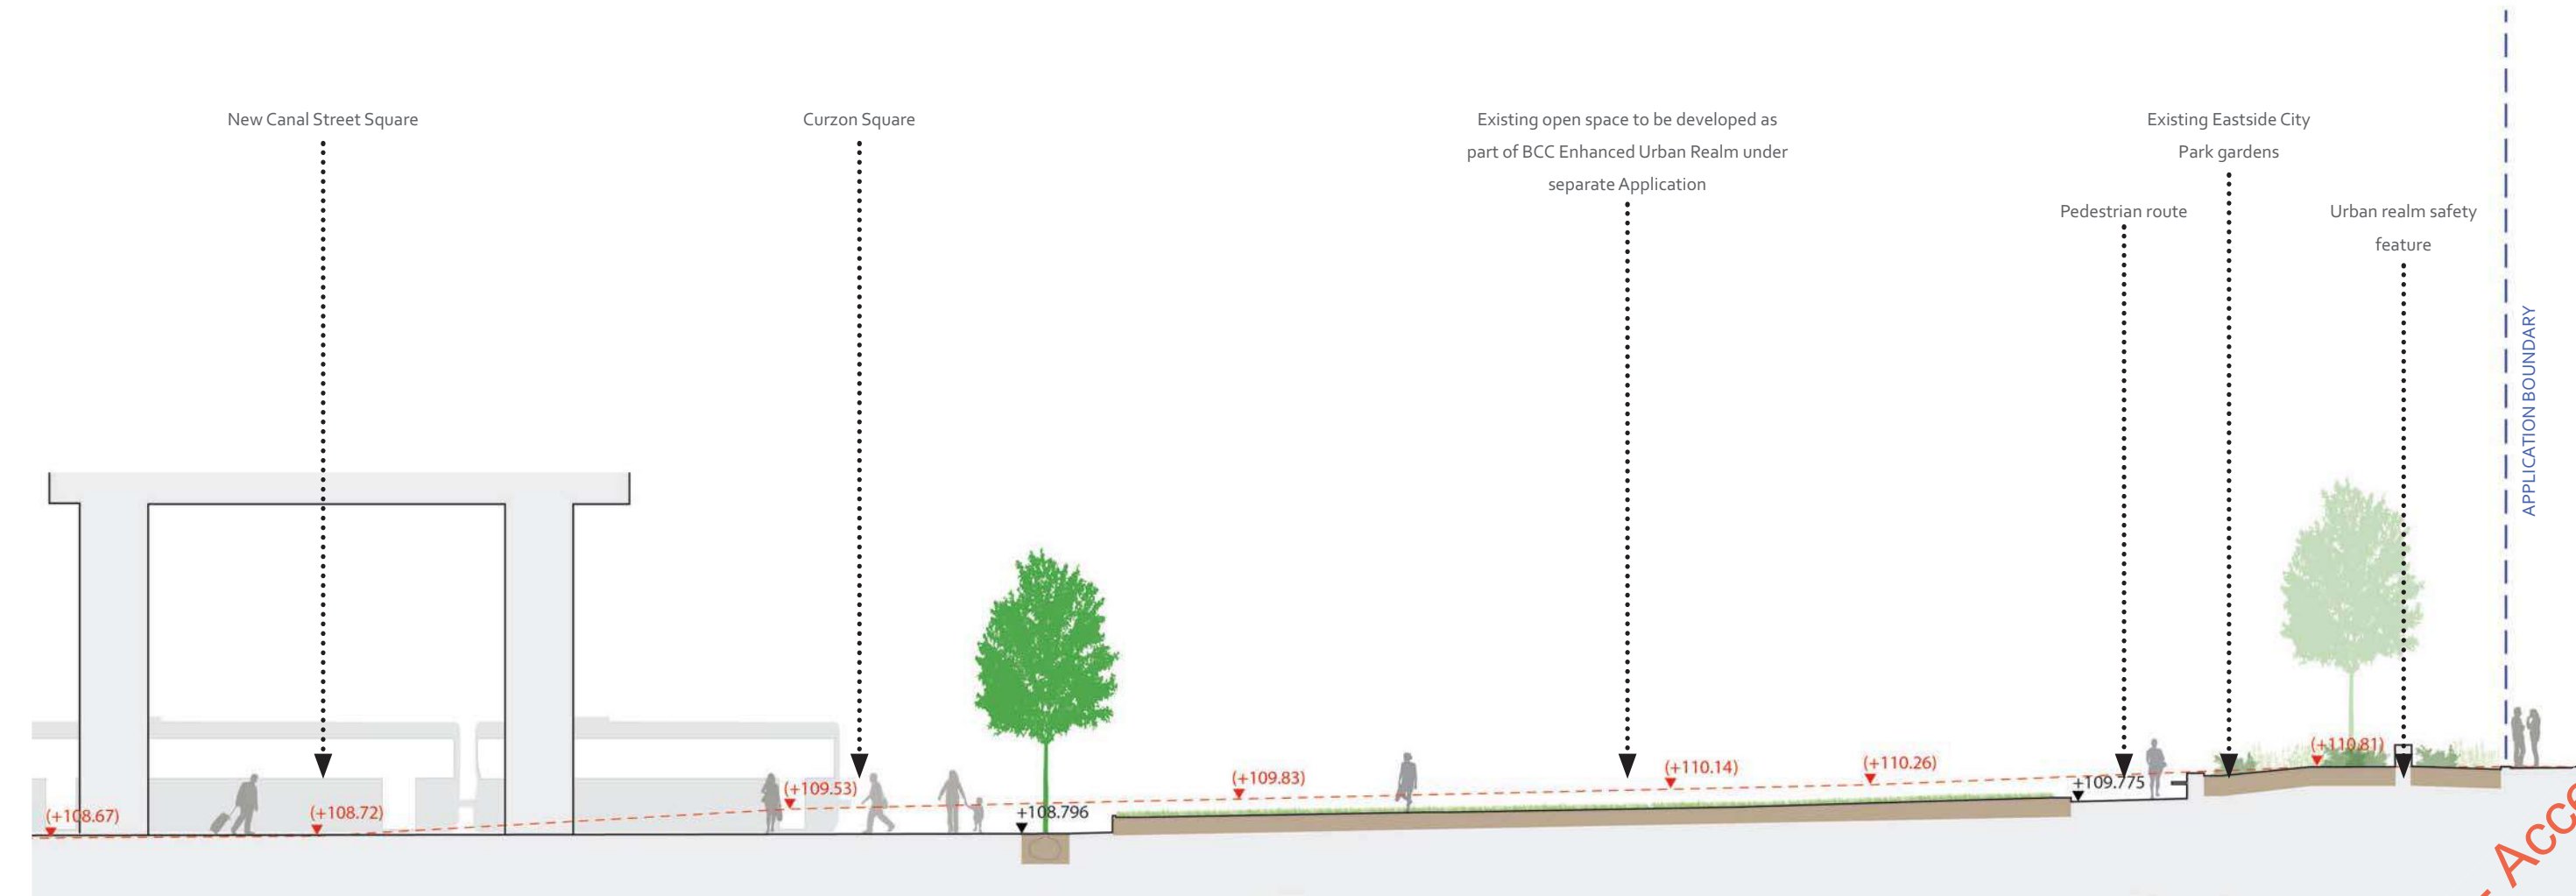 New Canal Street Square
Curzon Square
Existing open space to be developed as
part of BCC Enhanced Urban Realm under
separate Application
Existing Eastside City
Park gardens
Pedestrian route
Urban realm safety
feature
APPLICATION BOUNDARY
(+108.67)
(+108.72)
(+109.53)
+108.796
(+109.83)
(+110.14)
(+110.26)
+109.775
(+110.81)